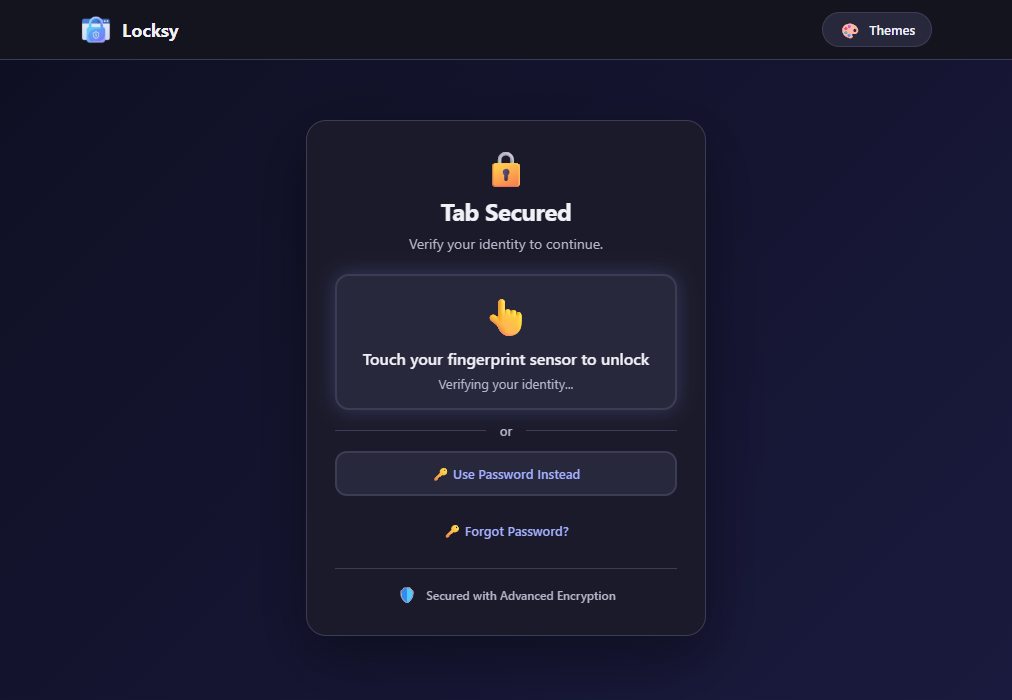 Locksy
Themes
Tab Secured
Verify your identity to continue.
Touch your fingerprint sensor to unlock
Verifying your identity...
or
Use Password Instead
Forgot Password?
Secured with Advanced Encryption